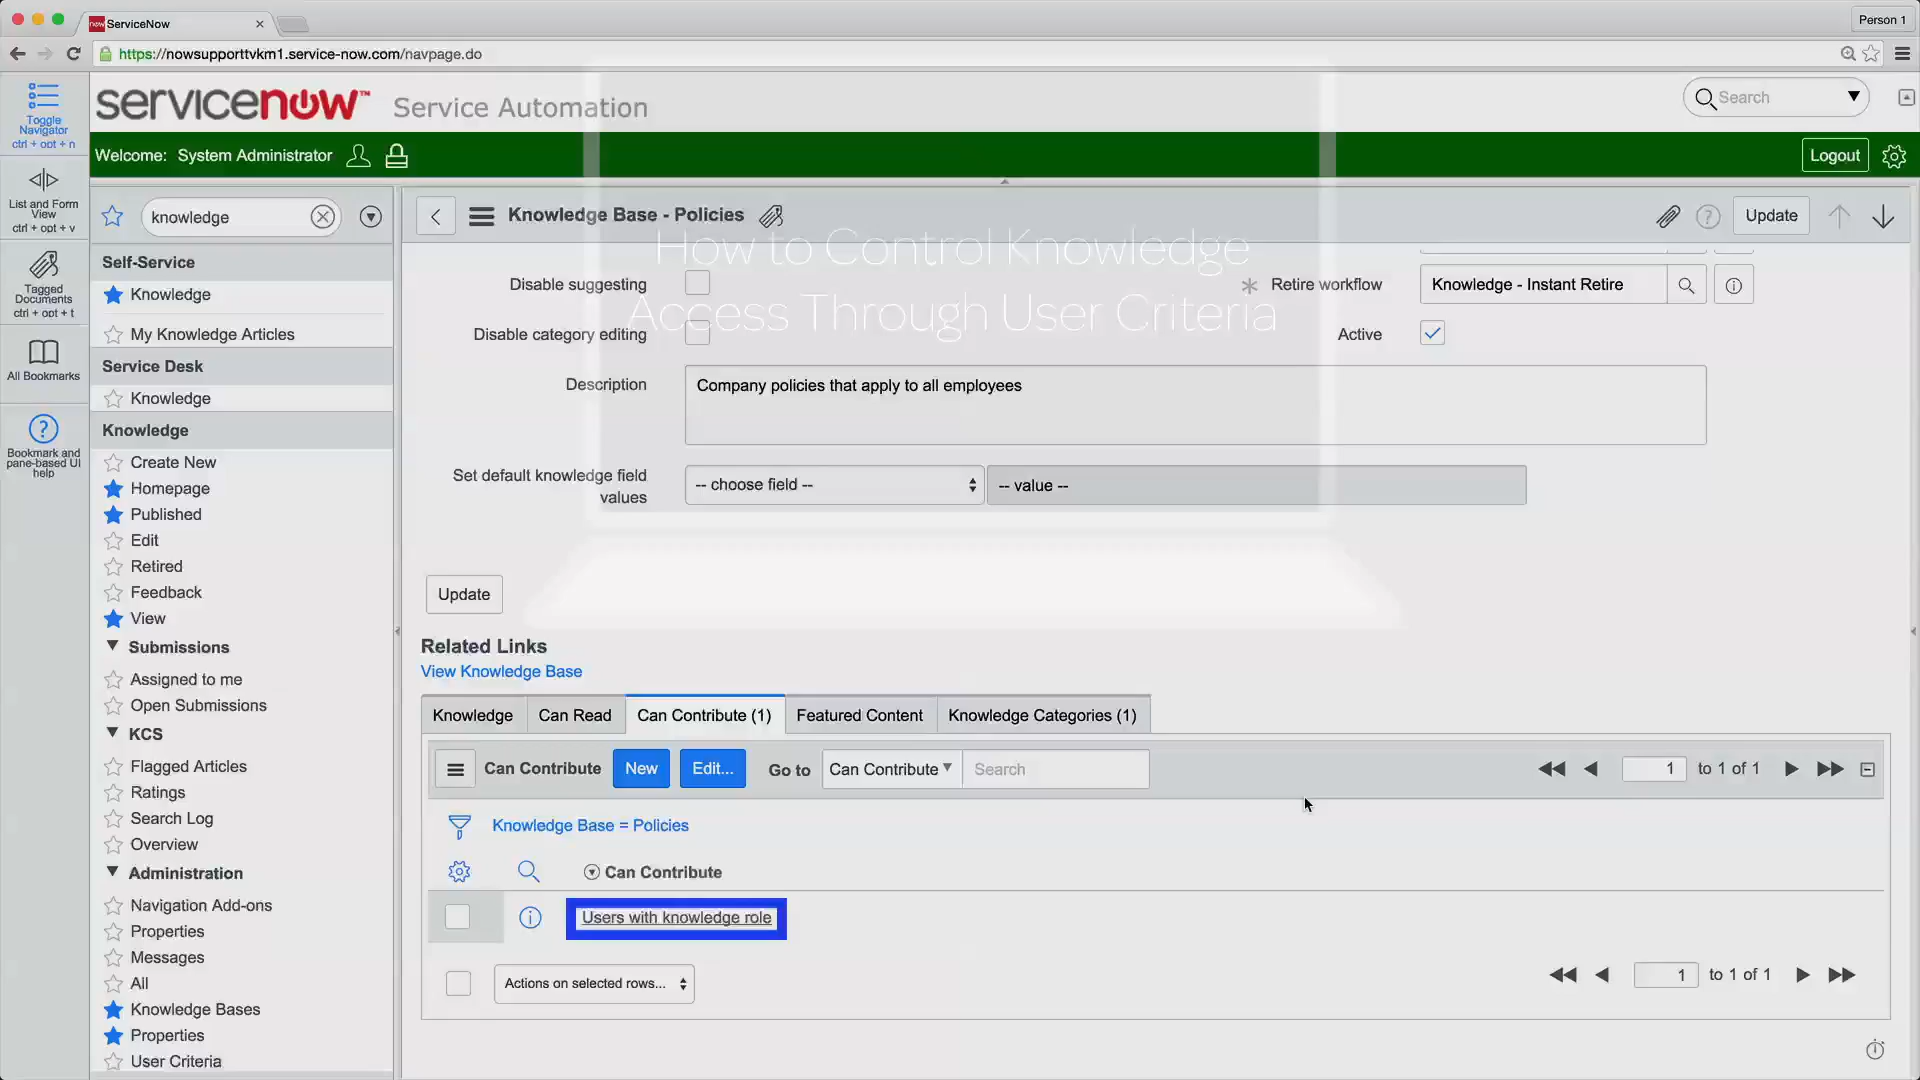 ServiceNow
Person 1
https://nowsupporttvkm1.service-now.com/navpage.do
Toggle
Navigator
ctrl + opt + n
servicenow™ Service Automation
Search
Welcome: System Administrator
Logout
List and Form
View
ctrl + opt + v
knowledge
Knowledge Base - Policies
Update
How to Control Knowledge
Access Through User Criteria
Tagged
Documents
ctrl + opt + t
All Bookmarks
Bookmark and
pane-based UI
help
Self-Service
Knowledge
My Knowledge Articles
Service Desk
Knowledge
Knowledge
Create New
Homepage
Published
Edit
Retired
Feedback
View
Submissions
Assigned to me
Open Submissions
KCS
Flagged Articles
Ratings
Search Log
Overview
Administration
Navigation Add-ons
Properties
Messages
All
Knowledge Bases
Properties
User Criteria
Disable suggesting
Retire workflow Knowledge - Instant Retire
Disable category editing
Active
Description Company policies that apply to all employees
Set default knowledge field
values
-- choose field -- -- value --
Update
Related Links
View Knowledge Base
Knowledge Can Read Can Contribute (1) Featured Content Knowledge Categories (1)
Can Contribute New Edit... Go to Can Contribute Search 1 to 1 of 1
Knowledge Base = Policies
Can Contribute
Users with knowledge role
Actions on selected rows... 1 to 1 of 1